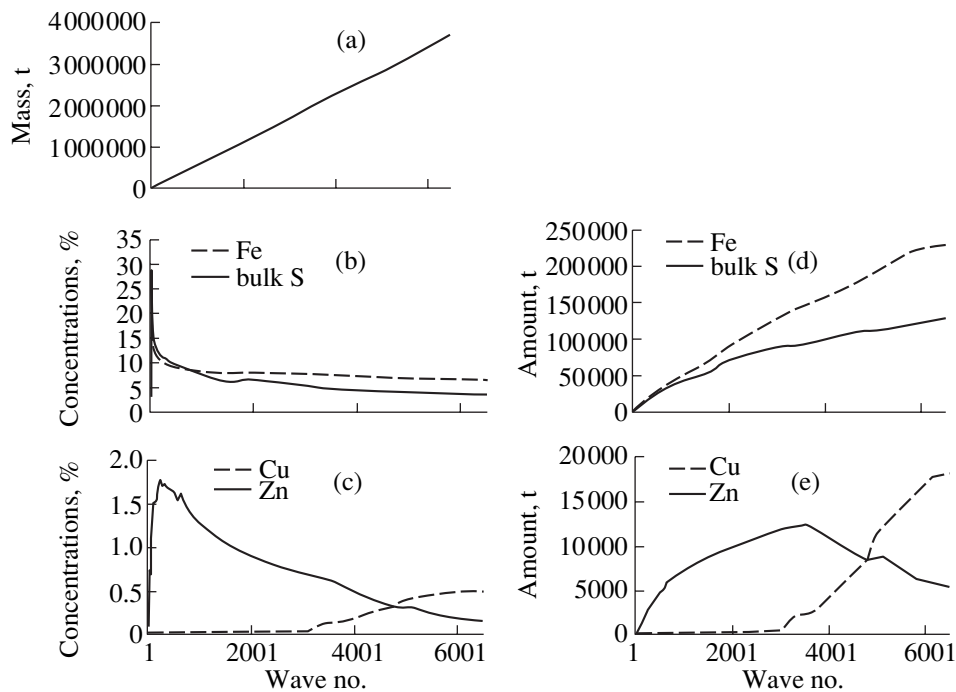 4000000
(a)
3000000
2000000
1000000
0
Mass, t
35
30
25
20
15
10
5
0
Concentrations, %
Fe
bulk S
(b)
250000
200000
150000
100000
50000
0
Amount, t
Fe
bulk S
(d)
2.0
1.5
1.0
0.5
0
Concentrations, %
Cu
Zn
(c)
1
2001
4001
6001
Wave no.
20000
15000
10000
5000
0
Amount, t
Cu
Zn
(e)
1
2001
4001
6001
Wave no.